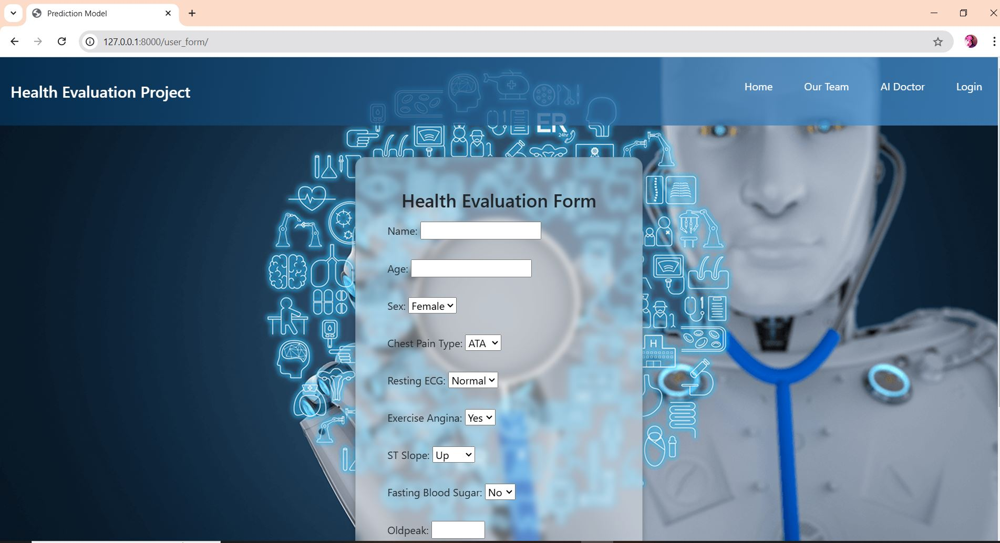 Prediction Model
127.0.0.1:8000/user_form/
Health Evaluation Project
Home
Our Team
AI Doctor
Login
ER
24hr
H
Health Evaluation Form
Name:
Age:
Sex: Female
Chest Pain Type: ATA
Resting ECG: Normal
Exercise Angina: Yes
ST Slope: Up
Fasting Blood Sugar: No
Oldpeak: